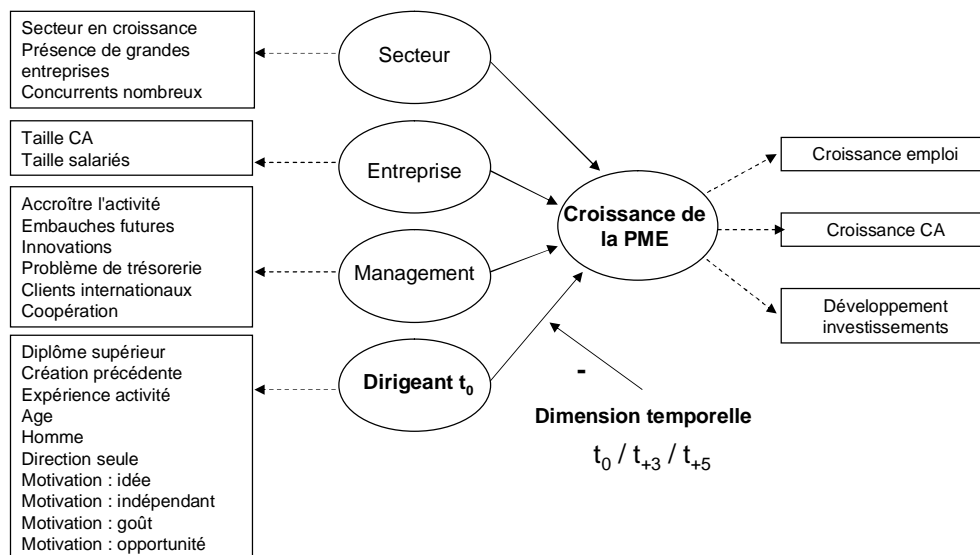 Secteur en croissance
Présence de grandes
entreprises
Concurrents nombreux
Secteur
Taille CA
Taille salariés
Entreprise
Accroître l'activité
Embauches futures
Innovations
Problème de trésorerie
Clients internationaux
Coopération
Management
Diplôme supérieur
Création précédente
Expérience activité
Age
Homme
Direction seule
Motivation : idée
Motivation : indépendant
Motivation : goût
Motivation : opportunité
Dirigeant t0
Croissance de
la PME
Croissance emploi
Croissance CA
Développement
investissements
-
Dimension temporelle
t0 / t+3 / t+5